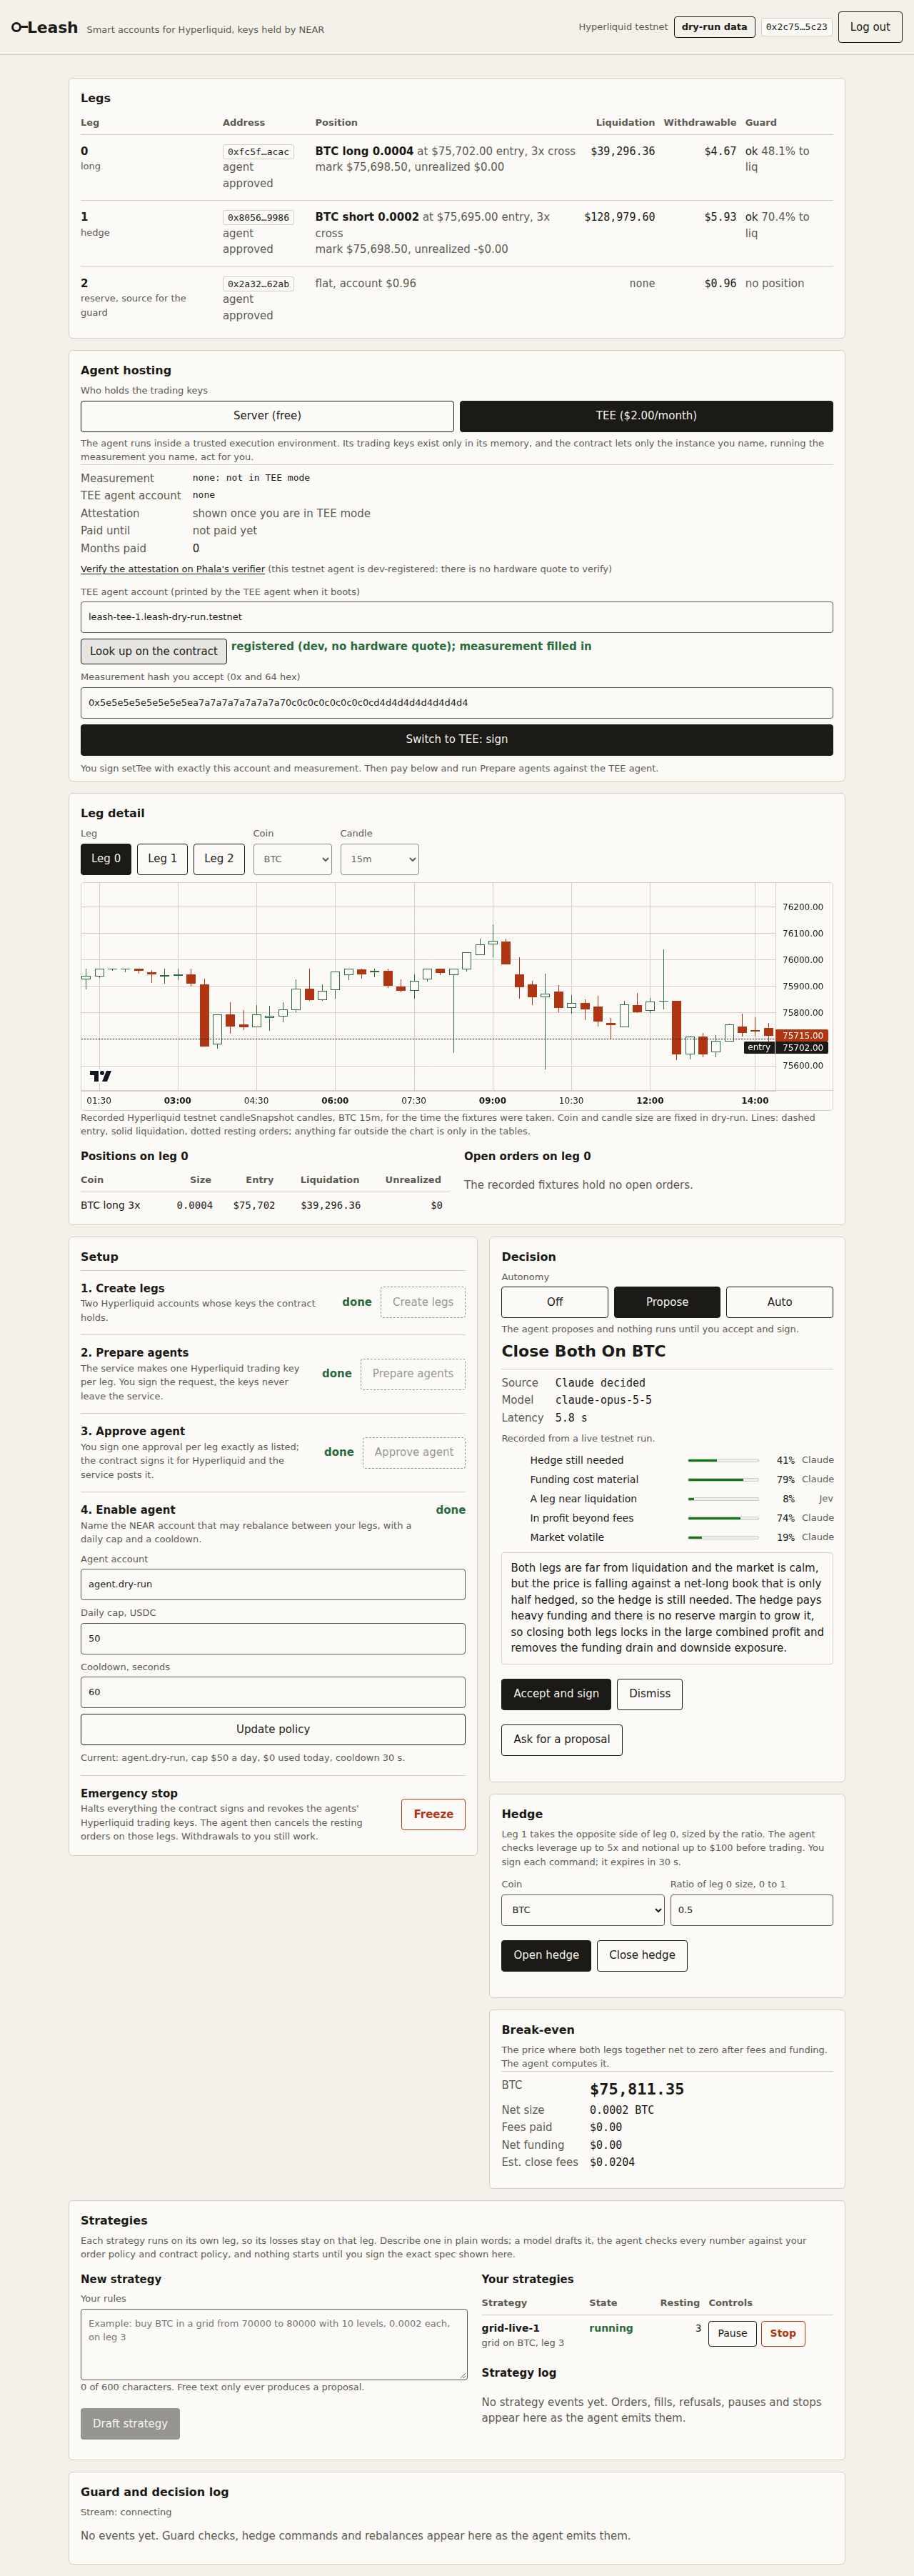 Leash Smart accounts for Hyperliquid, keys held by NEAR Hyperliquid testnet dry-run data 0x2c75…5c23 Log out
Legs
Leg Address Position Liquidation Withdrawable Guard
0 0xfc5f…acac BTC long 0.0004 at $75,702.00 entry, 3x cross $39,296.36 $4.67 ok 48.1% to
long agent mark $75,698.50, unrealized $0.00 liq
approved
1 0x8056…9986 BTC short 0.0002 at $75,695.00 entry, 3x $128,979.60 $5.93 ok 70.4% to
hedge agent cross liq
approved mark $75,698.50, unrealized -$0.00
2 0x2a32…62ab flat, account $0.96 none $0.96 no position
reserve, source for the agent
guard approved
Agent hosting
Who holds the trading keys
Server (free) TEE ($2.00/month)
The agent runs inside a trusted execution environment. Its trading keys exist only in its memory, and the contract lets only the instance you name, running the
measurement you name, act for you.
Measurement none: not in TEE mode
TEE agent account none
Attestation shown once you are in TEE mode
Paid until not paid yet
Months paid 0
Verify the attestation on Phala's verifier (this testnet agent is dev-registered: there is no hardware quote to verify)
TEE agent account (printed by the TEE agent when it boots)
leash-tee-1.leash-dry-run.testnet
Look up on the contract registered (dev, no hardware quote); measurement filled in
Measurement hash you accept (0x and 64 hex)
0x5e5e5e5e5e5e5e5ea7a7a7a7a7a7a7a70c0c0c0c0c0c0c0cd4d4d4d4d4d4d4d4
Switch to TEE: sign
You sign setTee with exactly this account and measurement. Then pay below and run Prepare agents against the TEE agent.
Leg detail
Leg Coin Candle
Leg 0 Leg 1 Leg 2 BTC 15m
76200.00
76100.00
76000.00
75900.00
75800.00
75715.00
entry 75702.00
75600.00
01:30 03:00 04:30 06:00 07:30 09:00 10:30 12:00 14:00
Recorded Hyperliquid testnet candleSnapshot candles, BTC 15m, for the time the fixtures were taken. Coin and candle size are fixed in dry-run. Lines: dashed
entry, solid liquidation, dotted resting orders; anything far outside the chart is only in the tables.
Positions on leg 0
Coin Size Entry Liquidation Unrealized
BTC long 3x 0.0004 $75,702 $39,296.36 $0
Open orders on leg 0
The recorded fixtures hold no open orders.
Setup
1. Create legs
Two Hyperliquid accounts whose keys the contract
holds.
done Create legs
2. Prepare agents
The service makes one Hyperliquid trading key
per leg. You sign the request, the keys never
leave the service.
done Prepare agents
3. Approve agent
You sign one approval per leg exactly as listed;
the contract signs it for Hyperliquid and the
service posts it.
done Approve agent
4. Enable agent done
Name the NEAR account that may rebalance between your legs, with a
daily cap and a cooldown.
Agent account
agent.dry-run
Daily cap, USDC
50
Cooldown, seconds
60
Update policy
Current: agent.dry-run, cap $50 a day, $0 used today, cooldown 30 s.
Emergency stop
Halts everything the contract signs and revokes the agents'
Hyperliquid trading keys. The agent then cancels the resting
orders on those legs. Withdrawals to you still work.
Freeze
Decision
Autonomy
Off Propose Auto
The agent proposes and nothing runs until you accept and sign.
Close Both On BTC
Source Claude decided
Model claude-opus-5-5
Latency 5.8 s
Recorded from a live testnet run.
Hedge still needed 41% Claude
Funding cost material 79% Claude
A leg near liquidation 8% Jev
In profit beyond fees 74% Claude
Market volatile 19% Claude
Both legs are far from liquidation and the market is calm,
but the price is falling against a net-long book that is only
half hedged, so the hedge is still needed. The hedge pays
heavy funding and there is no reserve margin to grow it,
so closing both legs locks in the large combined profit and
removes the funding drain and downside exposure.
Accept and sign Dismiss
Ask for a proposal
Hedge
Leg 1 takes the opposite side of leg 0, sized by the ratio. The agent
checks leverage up to 5x and notional up to $100 before trading. You
sign each command; it expires in 30 s.
Coin Ratio of leg 0 size, 0 to 1
BTC 0.5
Open hedge Close hedge
Break-even
The price where both legs together net to zero after fees and funding.
The agent computes it.
BTC $75,811.35
Net size 0.0002 BTC
Fees paid $0.00
Net funding $0.00
Est. close fees $0.0204
Strategies
Each strategy runs on its own leg, so its losses stay on that leg. Describe one in plain words; a model drafts it, the agent checks every number against your
order policy and contract policy, and nothing starts until you sign the exact spec shown here.
New strategy
Your rules
Example: buy BTC in a grid from 70000 to 80000 with 10 levels, 0.0002 each,
on leg 3
0 of 600 characters. Free text only ever produces a proposal.
Draft strategy
Your strategies
Strategy State Resting Controls
grid-live-1 running 3 Pause Stop
grid on BTC, leg 3
Strategy log
No strategy events yet. Orders, fills, refusals, pauses and stops
appear here as the agent emits them.
Guard and decision log
Stream: connecting
No events yet. Guard checks, hedge commands and rebalances appear here as the agent emits them.